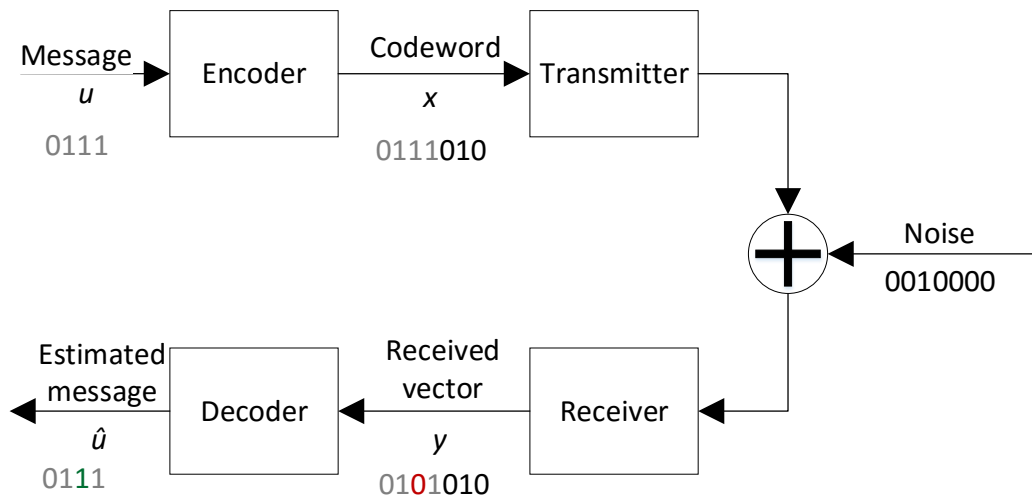 Message
u
0111
Encoder
Codeword
x
0111010
Transmitter
Noise
0010000
Estimated
message
û
0111
Decoder
Received
vector
y
0101010
Receiver